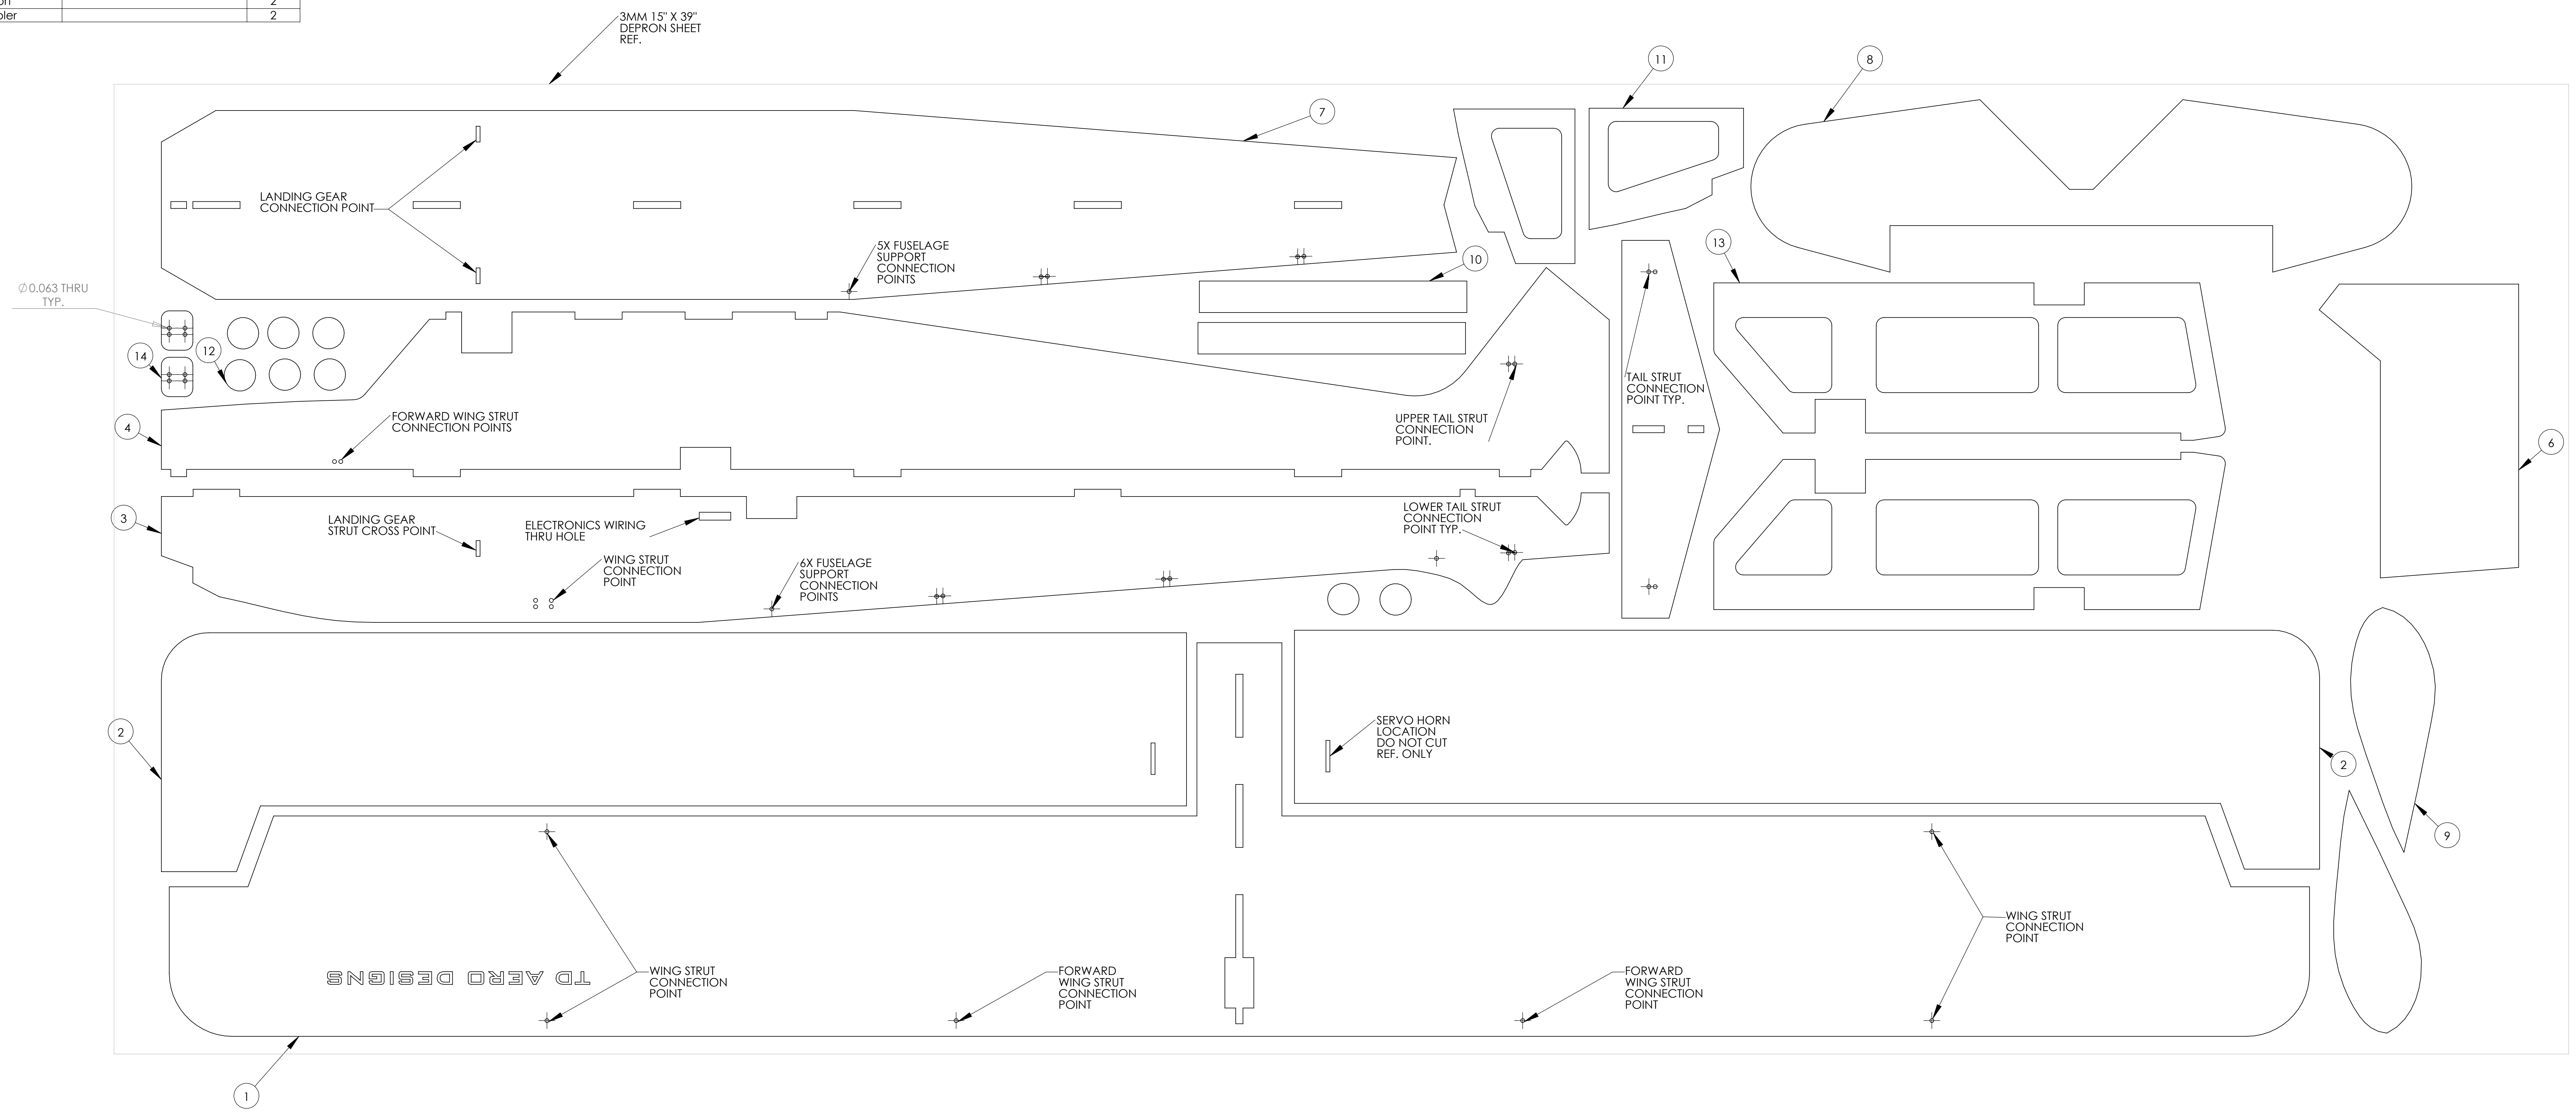 2
2
3MM 15" X 39"
DEPRON SHEET
REF.
11
8
7
LANDING GEAR
CONNECTION POINT
5X FUSELAGE
SUPPORT
CONNECTION
POINTS
13
10
∅0.063 THRU
TYP.
14
12
TAIL STRUT
CONNECTION
POINT TYP.
4
FORWARD WING STRUT
CONNECTION POINTS
UPPER TAIL STRUT
CONNECTION
POINT.
6
3
LANDING GEAR
STRUT CROSS POINT
ELECTRONICS WIRING
THRU HOLE
LOWER TAIL STRUT
CONNECTION
POINT TYP.
WING STRUT
CONNECTION
POINT
6X FUSELAGE
SUPPORT
CONNECTION
POINTS
2
SERVO HORN
LOCATION
DO NOT CUT
REF. ONLY
2
9
TD AERO DESIGNS
WING STRUT
CONNECTION
POINT
FORWARD
WING STRUT
CONNECTION
POINT
FORWARD
WING STRUT
CONNECTION
POINT
WING STRUT
CONNECTION
POINT
1